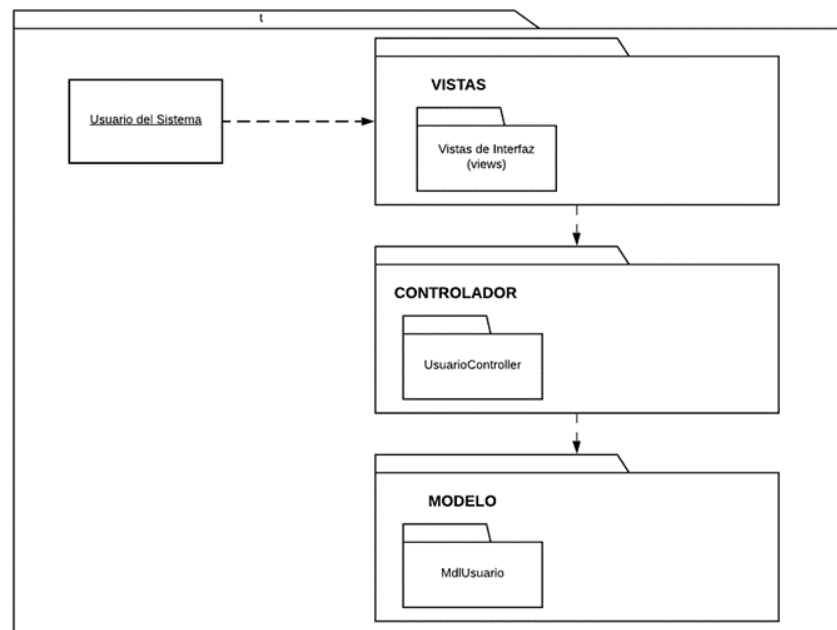 t
VISTAS
Usuario del Sistema
Vistas de Interfaz
(views)
CONTROLADOR
UsuarioController
MODELO
MdlUsuario